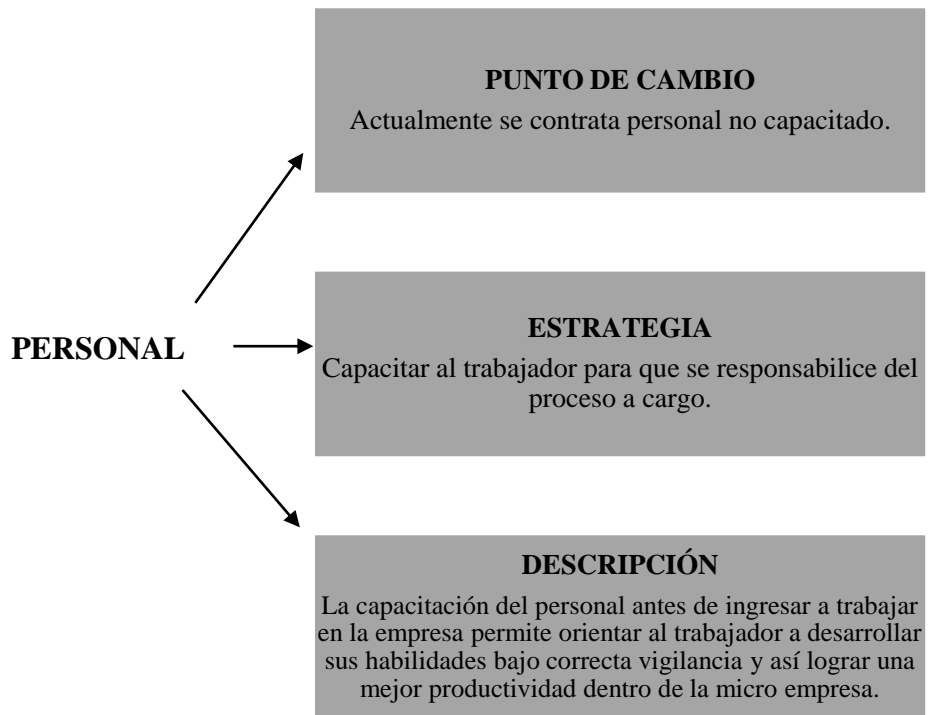 PUNTO DE CAMBIO
Actualmente se contrata personal no capacitado.
PERSONAL
ESTRATEGIA
Capacitar al trabajador para que se responsabilice del
proceso a cargo.
DESCRIPCIÓN
La capacitación del personal antes de ingresar a trabajar
en la empresa permite orientar al trabajador a desarrollar
sus habilidades bajo correcta vigilancia y así lograr una
mejor productividad dentro de la micro empresa.